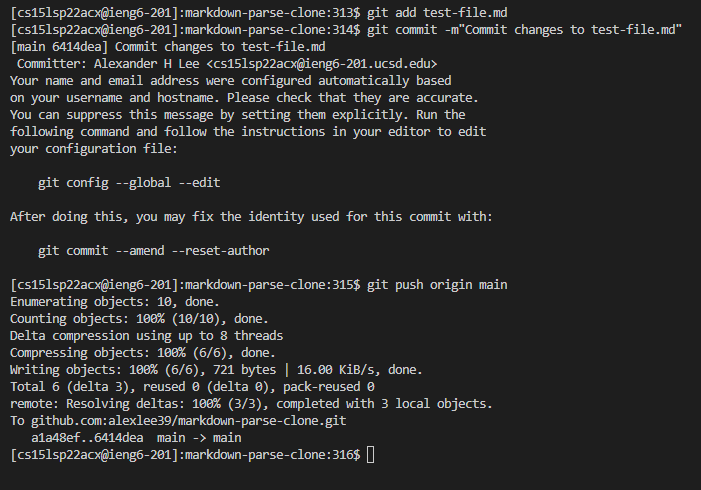 [cs15lsp22acx@ieng6-201]:markdown-parse-clone:313$ git add test-file.md
[cs15lsp22acx@ieng6-201]:markdown-parse-clone:314$ git commit -m"Commit changes to test-file.md"
[main 6414dea] Commit changes to test-file.md
 Committer: Alexander H Lee <cs15lsp22acx@ieng6-201.ucsd.edu>
Your name and email address were configured automatically based
on your username and hostname. Please check that they are accurate.
You can suppress this message by setting them explicitly. Run the
following command and follow the instructions in your editor to edit
your configuration file:

    git config --global --edit

After doing this, you may fix the identity used for this commit with:

    git commit --amend --reset-author

[cs15lsp22acx@ieng6-201]:markdown-parse-clone:315$ git push origin main
Enumerating objects: 10, done.
Counting objects: 100% (10/10), done.
Delta compression using up to 8 threads
Compressing objects: 100% (6/6), done.
Writing objects: 100% (6/6), 721 bytes | 16.00 KiB/s, done.
Total 6 (delta 3), reused 0 (delta 0), pack-reused 0
remote: Resolving deltas: 100% (3/3), completed with 3 local objects.
To github.com:alexlee39/markdown-parse-clone.git
   a1a48ef..6414dea  main -> main
[cs15lsp22acx@ieng6-201]:markdown-parse-clone:316$